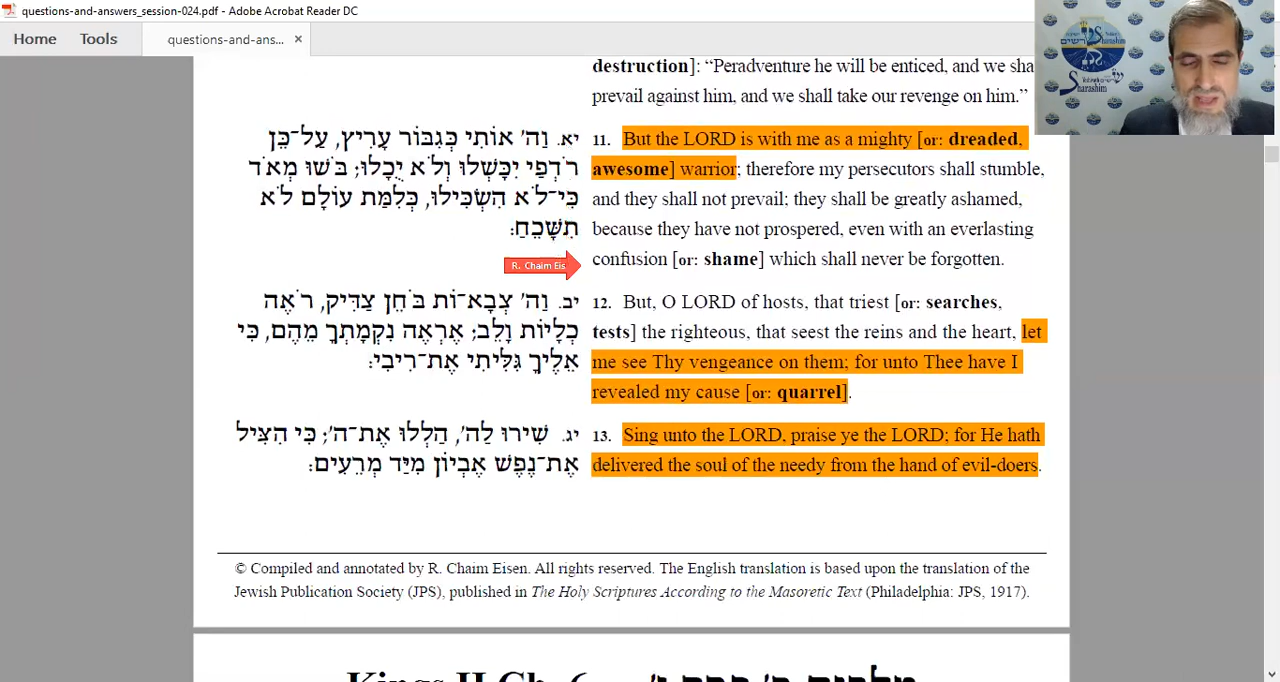 questions-and-answers_session-024.pdf - Adobe Acrobat Reader DC
Home Tools questions-and-ans... ×
destruction]: “Peradventure he will be enticed, and we
prevail against him, and we shall take our revenge on him.”
יא. וַה' אוֹתִי כְּגִבּוֹר עָרִיץ, עַל־כֵּן
רֹדְפַי יִכָּשְׁלוּ וְלֹא יֻכָלוּ; בֹּשׁוּ מְאֹד
כִּי־לֹא הִשְׂכִּילוּ, כְּלִמַּת עוֹלָם לֹא
תִשָּׁכֵחַ:
11. But the LORD is with me as a mighty [or: dreaded,
awesome] warrior; therefore my persecutors shall stumble,
and they shall not prevail; they shall be greatly ashamed,
because they have not prospered, even with an everlasting
confusion [or: shame] which shall never be forgotten.
R. Chaim Eis
יב. וַה' צְבָא־וֹת בֹּחֵן צַדִּיק, רֹאֶה
כְלָיוֹת וָלֵב; אֶרְאֶה נִקְמָתְךָ מֵהֶם, כִּי
אֵלֶיךָ גִּלִּיתִי אֶת־רִיבִי:
12. But, O LORD of hosts, that triest [or: searches,
tests] the righteous, that seest the reins and the heart, let
me see Thy vengeance on them; for unto Thee have I
revealed my cause [or: quarrel].
יג. שִׁירוּ לַה', הַלְלוּ אֶת־ה'; כִּי הִצִּיל
אֶת־נֶפֶשׁ אֶבְיוֹן מִיַּד מְרֵעִים:
13. Sing unto the LORD, praise ye the LORD; for He hath
delivered the soul of the needy from the hand of evil-doers.
© Compiled and annotated by R. Chaim Eisen. All rights reserved. The English translation is based upon the translation of the
Jewish Publication Society (JPS), published in The Holy Scriptures According to the Masoretic Text (Philadelphia: JPS, 1917).
Kings II Ch. 6
Sharashim